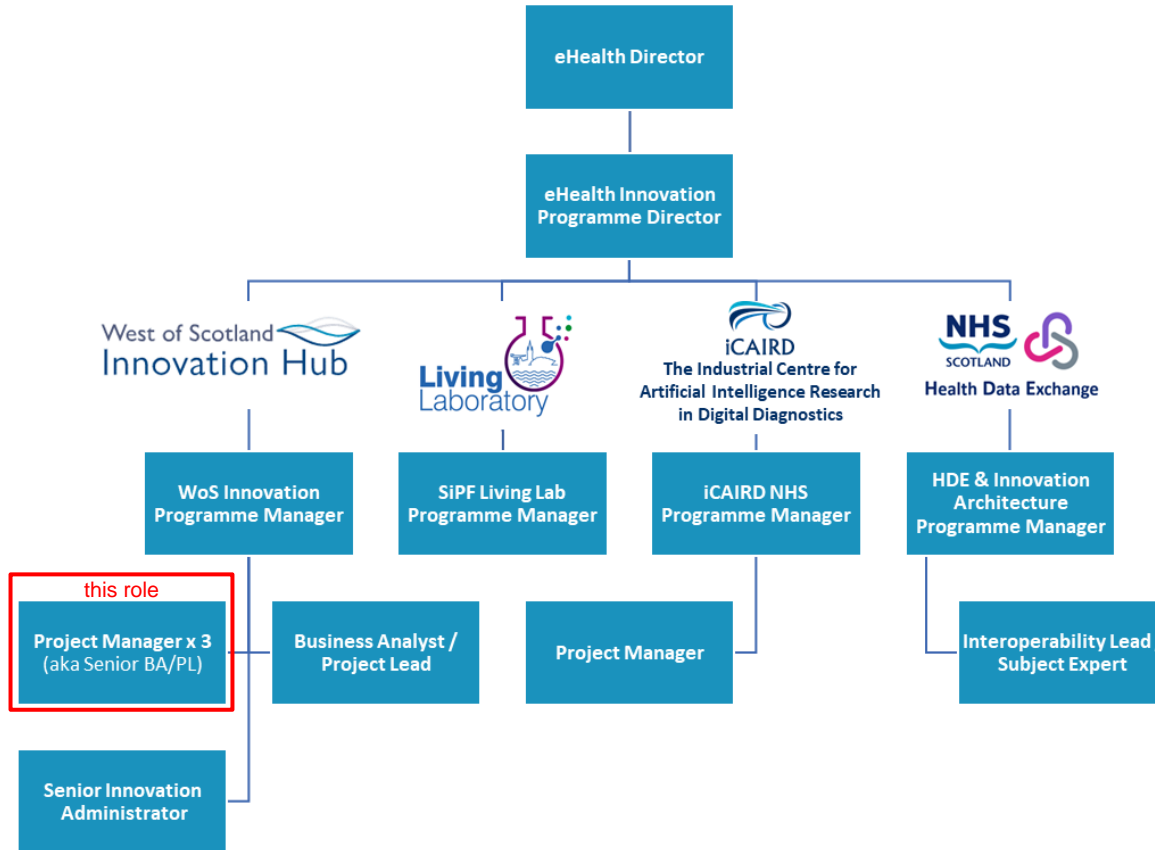 eHealth Director
eHealth Innovation
Programme Director
West of Scotland
Innovation Hub
Living
Laboratory
iCAIRD
The Industrial Centre for
Artificial Intelligence Research
in Digital Diagnostics
NHS
SCOTLAND
Health Data Exchange
WoS Innovation
Programme Manager
SiPF Living Lab
Programme Manager
iCAIRD NHS
Programme Manager
HDE & Innovation
Architecture
Programme Manager
this role
Project Manager x 3
(aka Senior BA/PL)
Business Analyst /
Project Lead
Project Manager
Interoperability Lead /
Subject Expert
Senior Innovation
Administrator